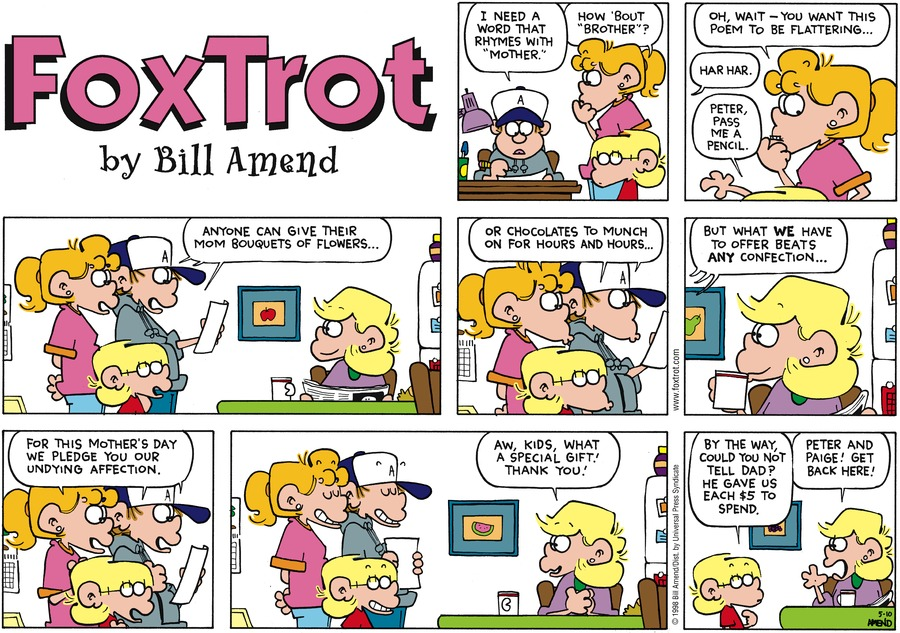 FoxTrot
by Bill Amend
I NEED A
WORD THAT
RHYMES WITH
"MOTHER."
HOW 'BOUT
"BROTHER"?
A
OH, WAIT – YOU WANT THIS
POEM TO BE FLATTERING...
HAR HAR.
PETER,
PASS
ME A
PENCIL.
ANYONE CAN GIVE THEIR
MOM BOUQUETS OF FLOWERS...
A
OR CHOCOLATES TO MUNCH
ON FOR HOURS AND HOURS...
A
www.foxtrot.com
BUT WHAT WE HAVE
TO OFFER BEATS
ANY CONFECTION...
FOR THIS MOTHER'S DAY
WE PLEDGE YOU OUR
UNDYING AFFECTION.
A
A
AW, KIDS, WHAT
A SPECIAL GIFT!
THANK YOU!
© 1998 Bill Amend/Dist. by Universal Press Syndicate
BY THE WAY,
COULD YOU NOT
TELL DAD?
HE GAVE US
EACH $5 TO
SPEND.
PETER AND
PAIGE! GET
BACK HERE!
5-10
AMEND